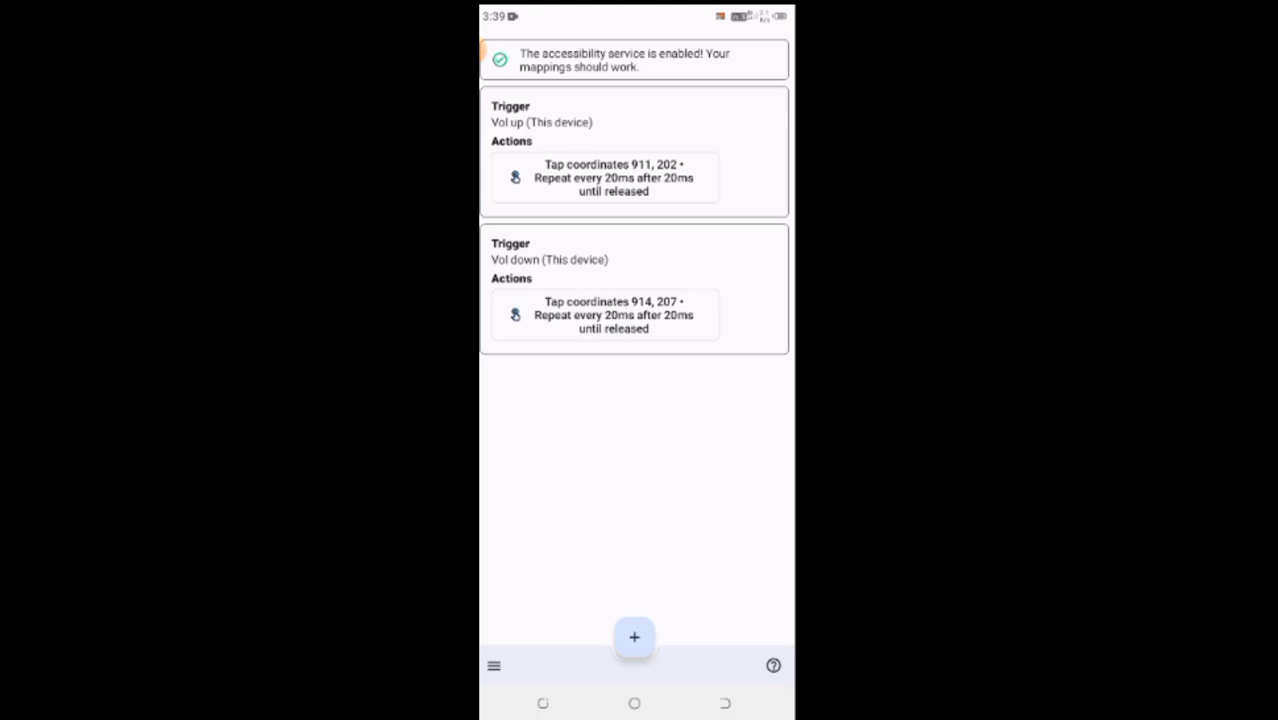 3:39
The accessibility service is enabled! Your
mappings should work.
Trigger
Vol up (This device)
Actions
Tap coordinates 911, 202 •
Repeat every 20ms after 20ms
until released
Trigger
Vol down (This device)
Actions
Tap coordinates 914, 207 •
Repeat every 20ms after 20ms
until released
+